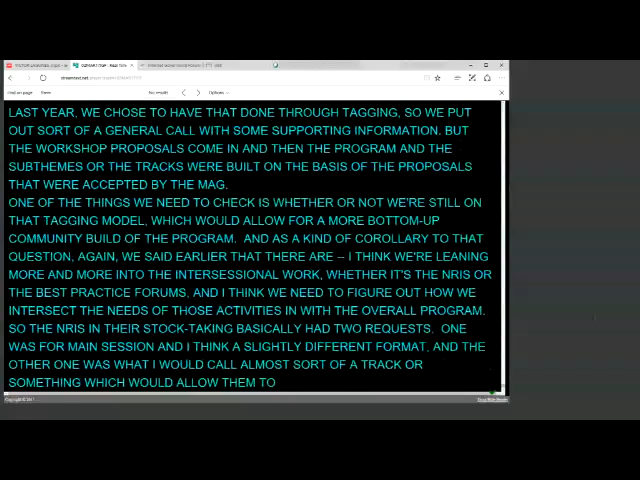 Find on page
No results
Options
LAST YEAR, WE CHOSE TO HAVE THAT DONE THROUGH TAGGING, SO WE PUT
OUT SORT OF A GENERAL CALL WITH SOME SUPPORTING INFORMATION. BUT
THE WORKSHOP PROPOSALS COME IN AND THEN THE PROGRAM AND THE
SUBTHEMES OR THE TRACKS WERE BUILT ON THE BASIS OF THE PROPOSALS
THAT WERE ACCEPTED BY THE MAG.
ONE OF THE THINGS WE NEED TO CHECK IS WHETHER OR NOT WE'RE STILL ON
THAT TAGGING MODEL, WHICH WOULD ALLOW FOR A MORE BOTTOM-UP
COMMUNITY BUILD OF THE PROGRAM.  AND AS A KIND OF COROLLARY TO THAT
QUESTION, AGAIN, WE SAID EARLIER THAT THERE ARE -- I THINK WE'RE LEANING
MORE AND MORE INTO THE INTERSESSIONAL WORK, WHETHER IT'S THE NRIS OR
THE BEST PRACTICE FORUMS, AND I THINK WE NEED TO FIGURE OUT HOW WE
INTERSECT THE NEEDS OF THOSE ACTIVITIES IN WITH THE OVERALL PROGRAM.
SO THE NRIS IN THEIR STOCK-TAKING BASICALLY HAD TWO REQUESTS.  ONE
WAS FOR MAIN SESSION AND I THINK A SLIGHTLY DIFFERENT FORMAT, AND THE
OTHER ONE WAS WHAT I WOULD CALL ALMOST SORT OF A TRACK OR
SOMETHING WHICH WOULD ALLOW THEM TO